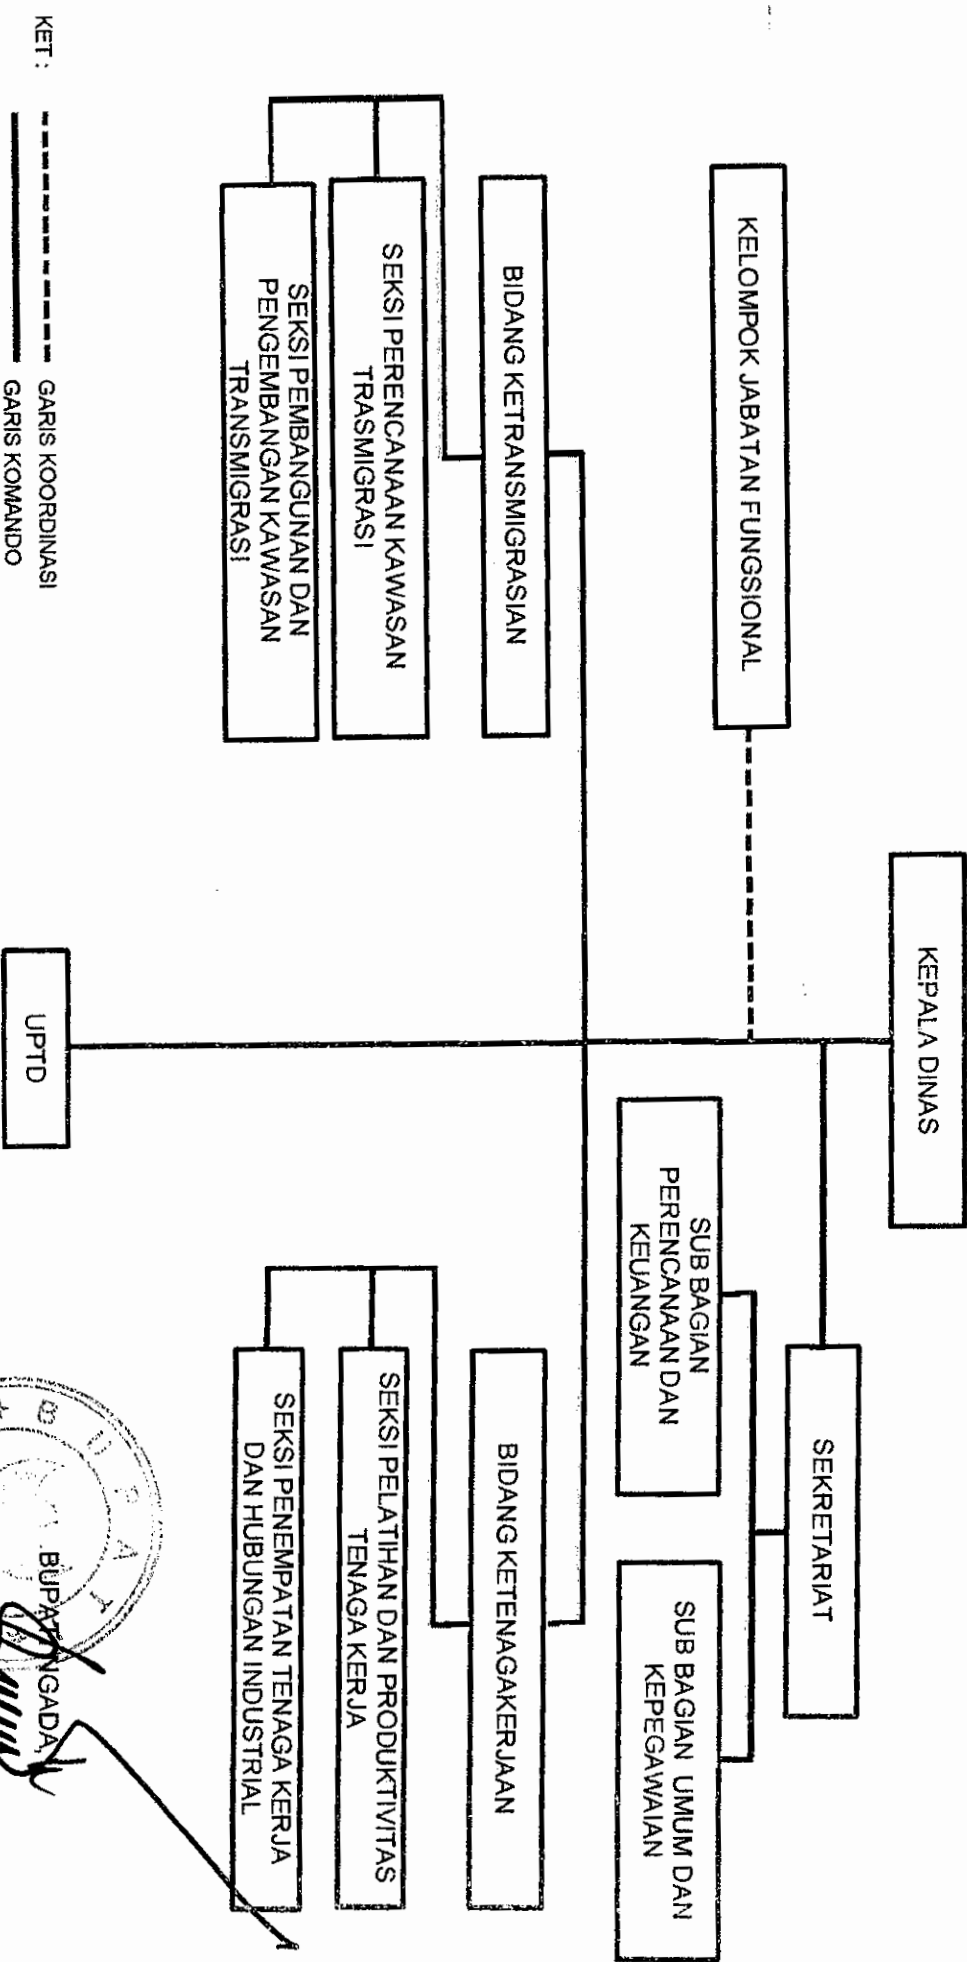 KEPALA DINAS
SEKRETARIAT
KELOMPOK JABATAN FUNGSIONAL
SUB BAGIAN
PERENCANAAN DAN
KEUANGAN
SUB BAGIAN UMUM DAN
KEPEGAWAIAN
BIDANG KETRANSMIGRASIAN
SEKSI PERENCANAAN KAWASAN
TRASMIGRASI
SEKSI PEMBANGUNAN DAN
PENGEMBANGAN KAWASAN
TRANSMIGRASI
BIDANG KETENAGAKERJAAN
SEKSI PELATIHAN DAN PRODUKTIVITAS
TENAGA KERJA
SEKSI PENEMPATAN TENAGA KERJA
DAN HUBUNGAN INDUSTRIAL
UPTD
KET :
GARIS KOORDINASI
GARIS KOMANDO
BUPATI NGADA,
BUPATI